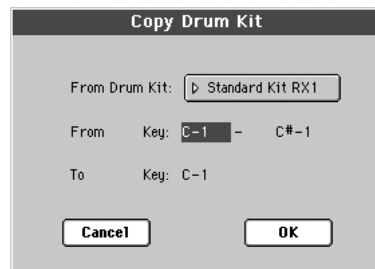 Copy Drum Kit
From Drum Kit: Standard Kit RX1
From Key: C-1 - C#-1
To Key: C-1
Cancel OK